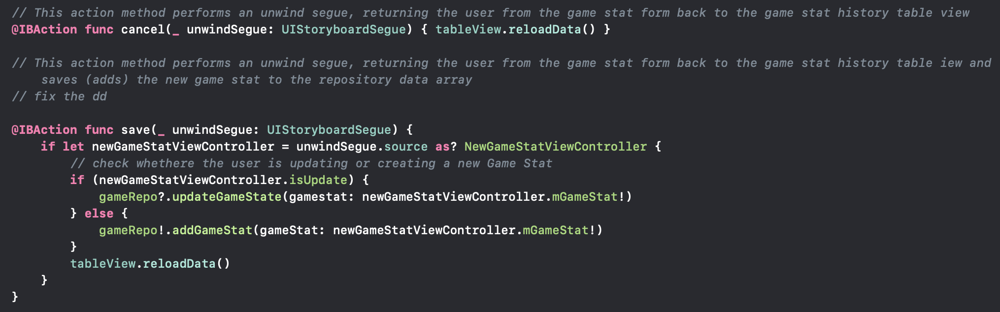 // This action method performs an unwind segue, returning the user from the game stat form back to the game stat history table view
@IBAction func cancel(_ unwindSegue: UIStoryboardSegue) { tableView.reloadData() }
// This action method performs an unwind segue, returning the user from the game stat form back to the game stat history table iew and
saves (adds) the new game stat to the repository data array
// fix the dd
@IBAction func save(_ unwindSegue: UIStoryboardSegue) {
if let newGameStatViewController = unwindSegue.source as? NewGameStatViewController {
// check whethere the user is updating or creating a new Game Stat
if (newGameStatViewController.isUpdate) {
gameRepo?.updateGameState(gamestat: newGameStatViewController.mGameStat!)
} else {
gameRepo!.addGameStat(gameStat: newGameStatViewController.mGameStat!)
}
tableView.reloadData()
}
}